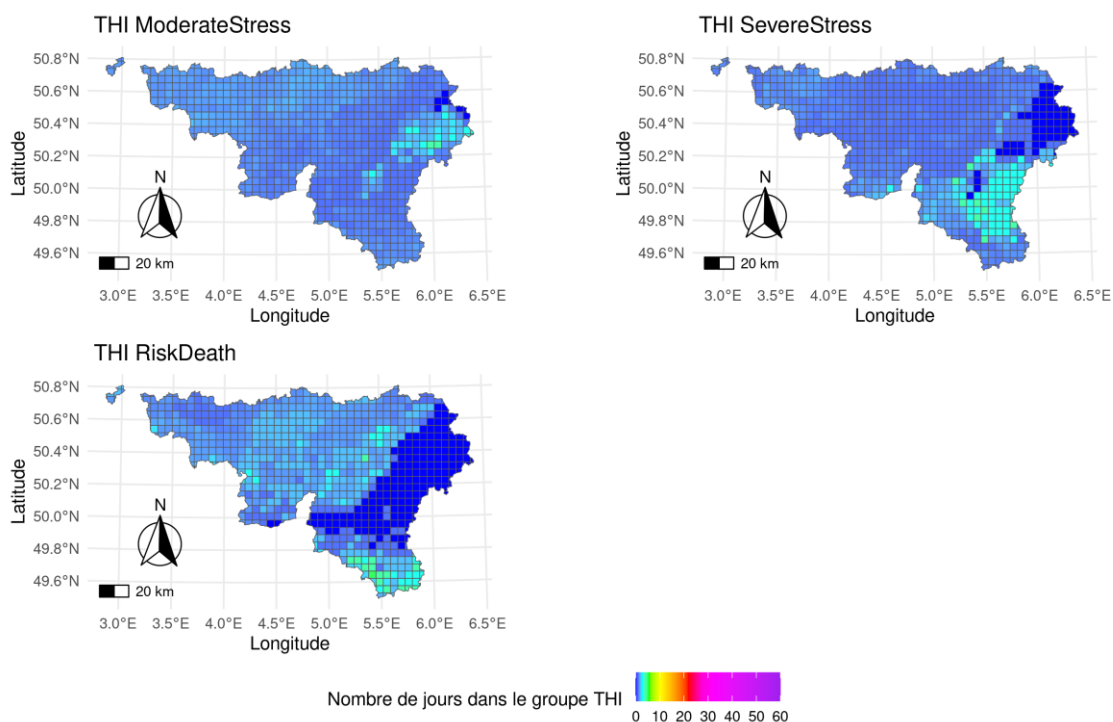 THI ModerateStress
50.8°N
50.6°N
50.4°N
50.2°N
50.0°N
49.8°N
49.6°N
Latitude
N
20 km
3.0°E 3.5°E 4.0°E 4.5°E 5.0°E 5.5°E 6.0°E 6.5°E
Longitude
THI SevereStress
50.8°N
50.6°N
50.4°N
50.2°N
50.0°N
49.8°N
49.6°N
Latitude
N
20 km
3.0°E 3.5°E 4.0°E 4.5°E 5.0°E 5.5°E 6.0°E 6.5°E
Longitude
THI RiskDeath
50.8°N
50.6°N
50.4°N
50.2°N
50.0°N
49.8°N
49.6°N
Latitude
N
20 km
3.0°E 3.5°E 4.0°E 4.5°E 5.0°E 5.5°E 6.0°E 6.5°E
Longitude
Nombre de jours dans le groupe THI
0 10 20 30 40 50 60